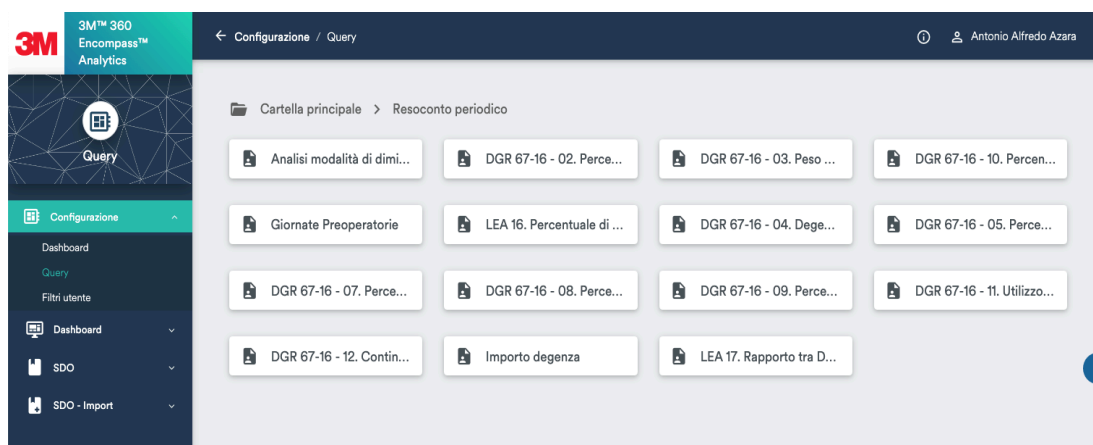 3M
3M™ 360
Encompass™
Analytics
Configurazione / Query
Antonio Alfredo Azara
Query
Configurazione
Dashboard
Query
Filtri utente
Dashboard
SDO
SDO - Import
Cartella principale > Resoconto periodico
Analisi modalità di dimi...
DGR 67-16 - 02. Perce...
DGR 67-16 - 03. Peso ...
DGR 67-16 - 10. Percen...
Giornate Preoperatorie
LEA 16. Percentuale di ...
DGR 67-16 - 04. Dege...
DGR 67-16 - 05. Perce...
DGR 67-16 - 07. Perce...
DGR 67-16 - 08. Perce...
DGR 67-16 - 09. Perce...
DGR 67-16 - 11. Utilizzo...
DGR 67-16 - 12. Contin...
Importo degenza
LEA 17. Rapporto tra D...